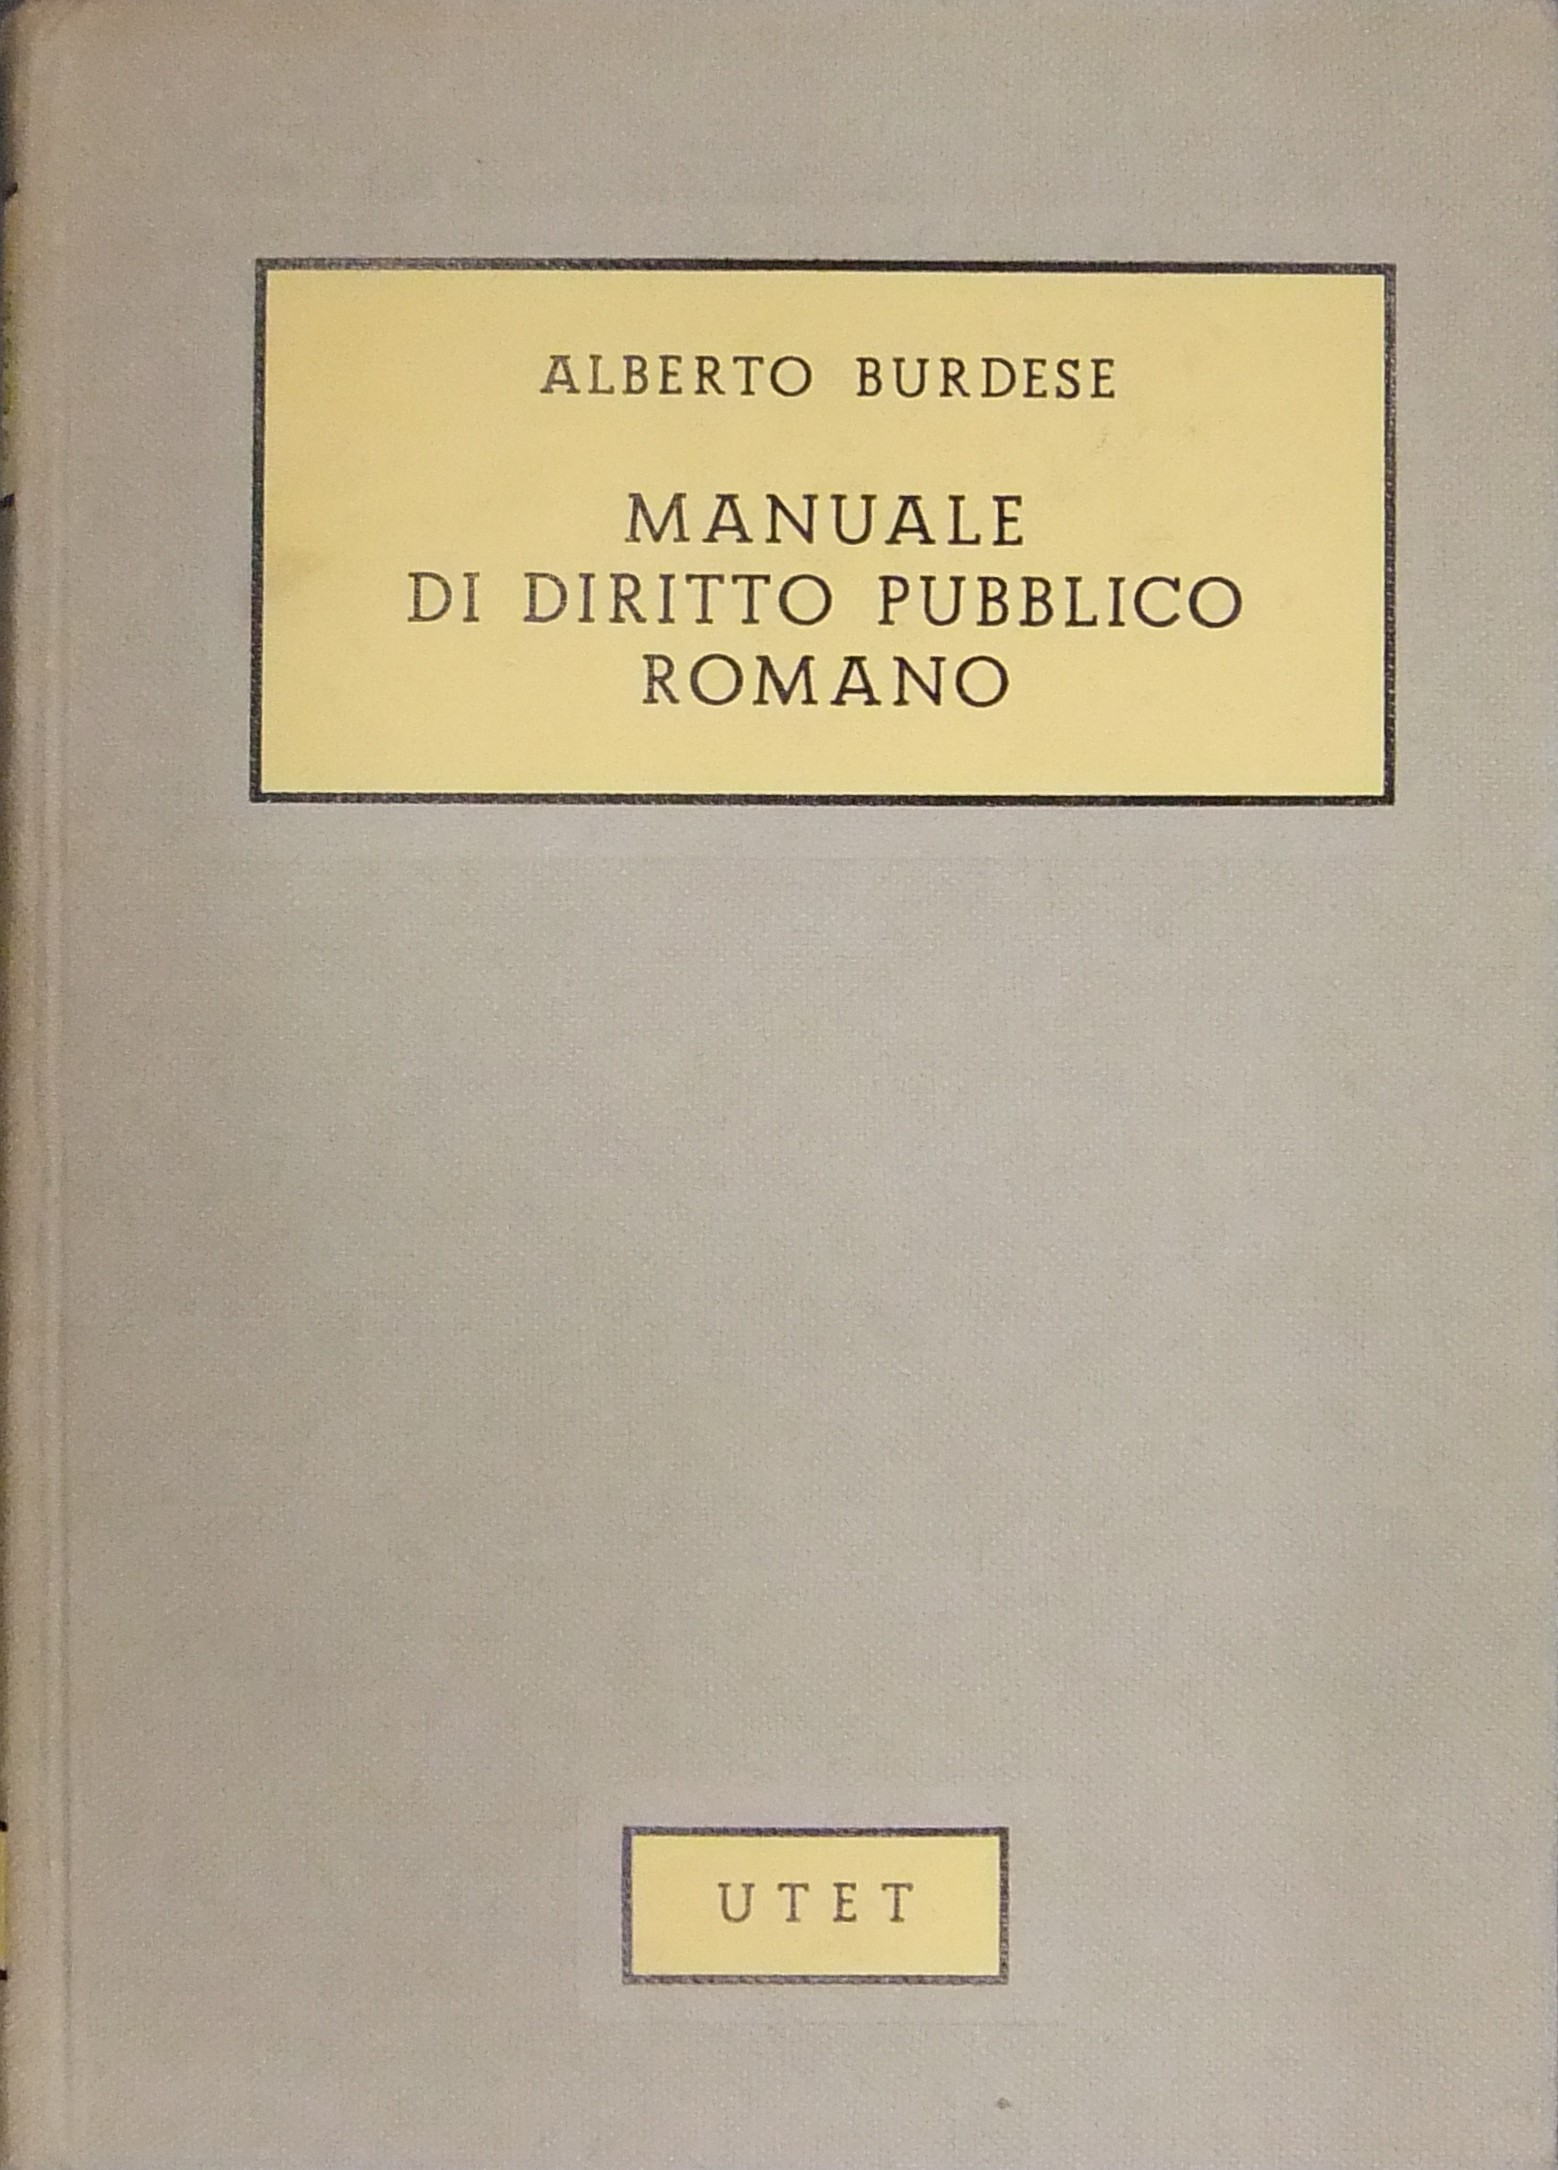 ALBERTO BURDESE
MANUALE
DI DIRITTO PUBBLICO
ROMANO
UTET